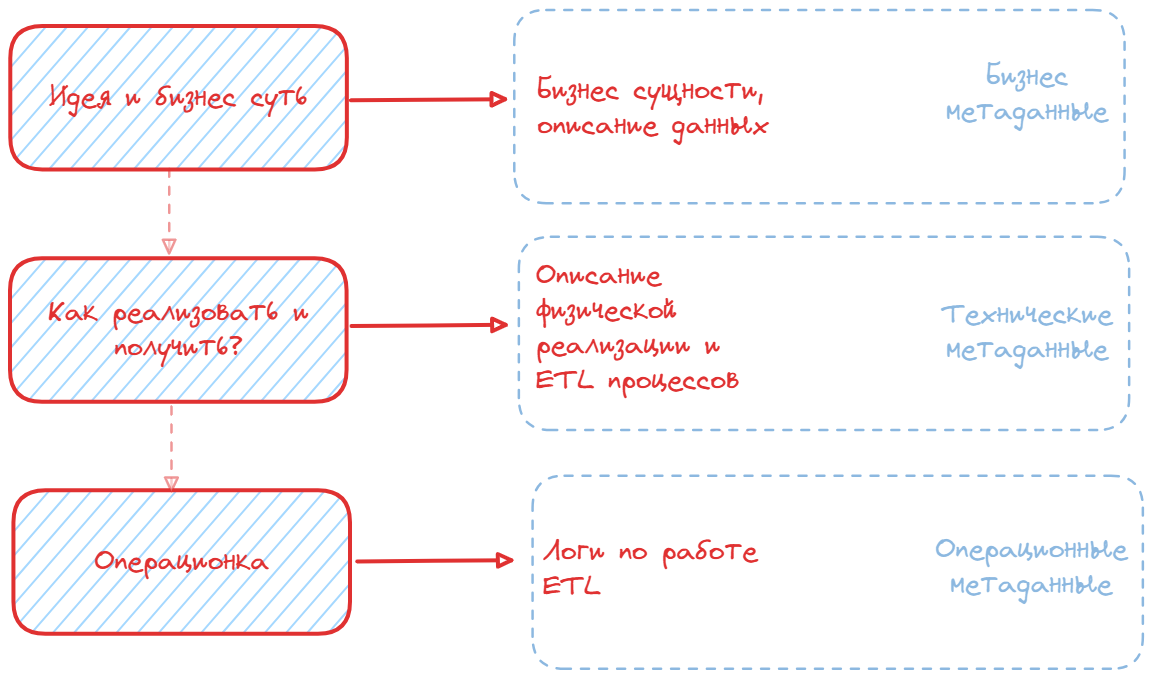 Идея и бизнес суть
Бизнес сущности,
описание данных
Бизнес
метаданные
Как реализовать и
получить?
Описание
физической
реализации и
ETL процессов
Технические
метаданные
Операционка
Логи по работе
ETL
Операционные
метаданные